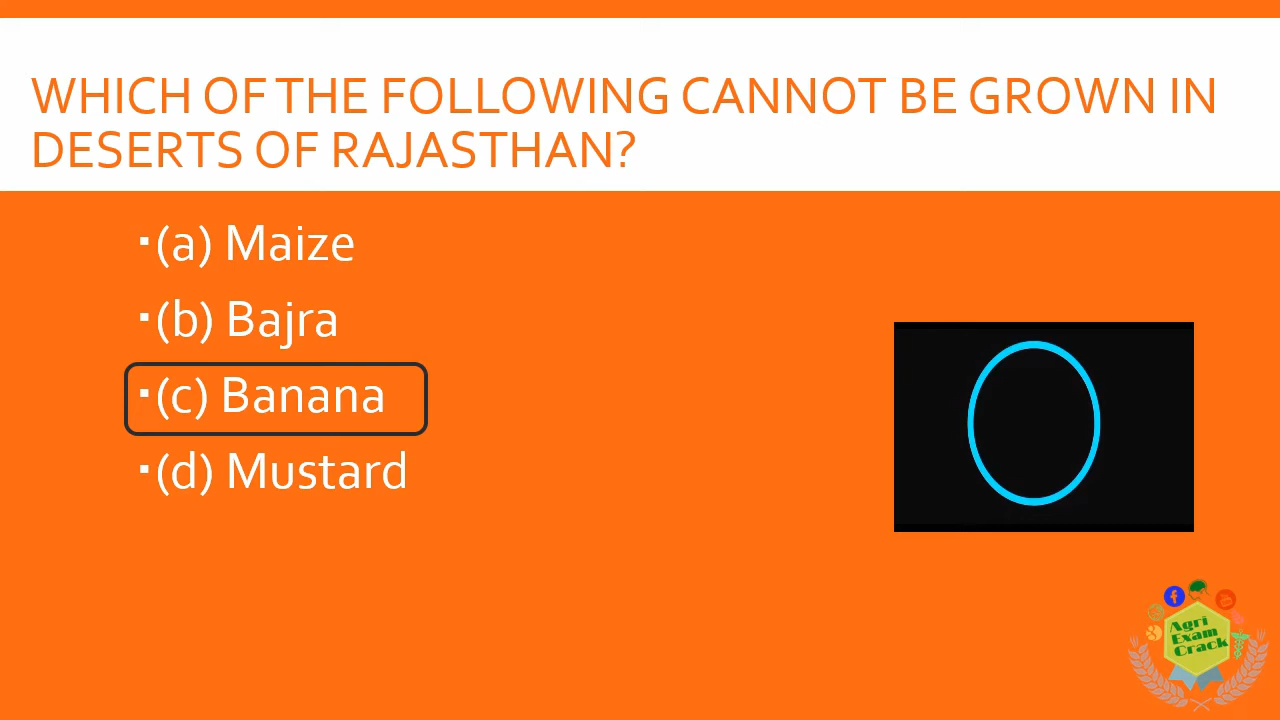 WHICH OF THE FOLLOWING CANNOT BE GROWN IN
DESERTS OF RAJASTHAN?
(a) Maize
(b) Bajra
(c) Banana
(d) Mustard
Agri
Exam
Crack